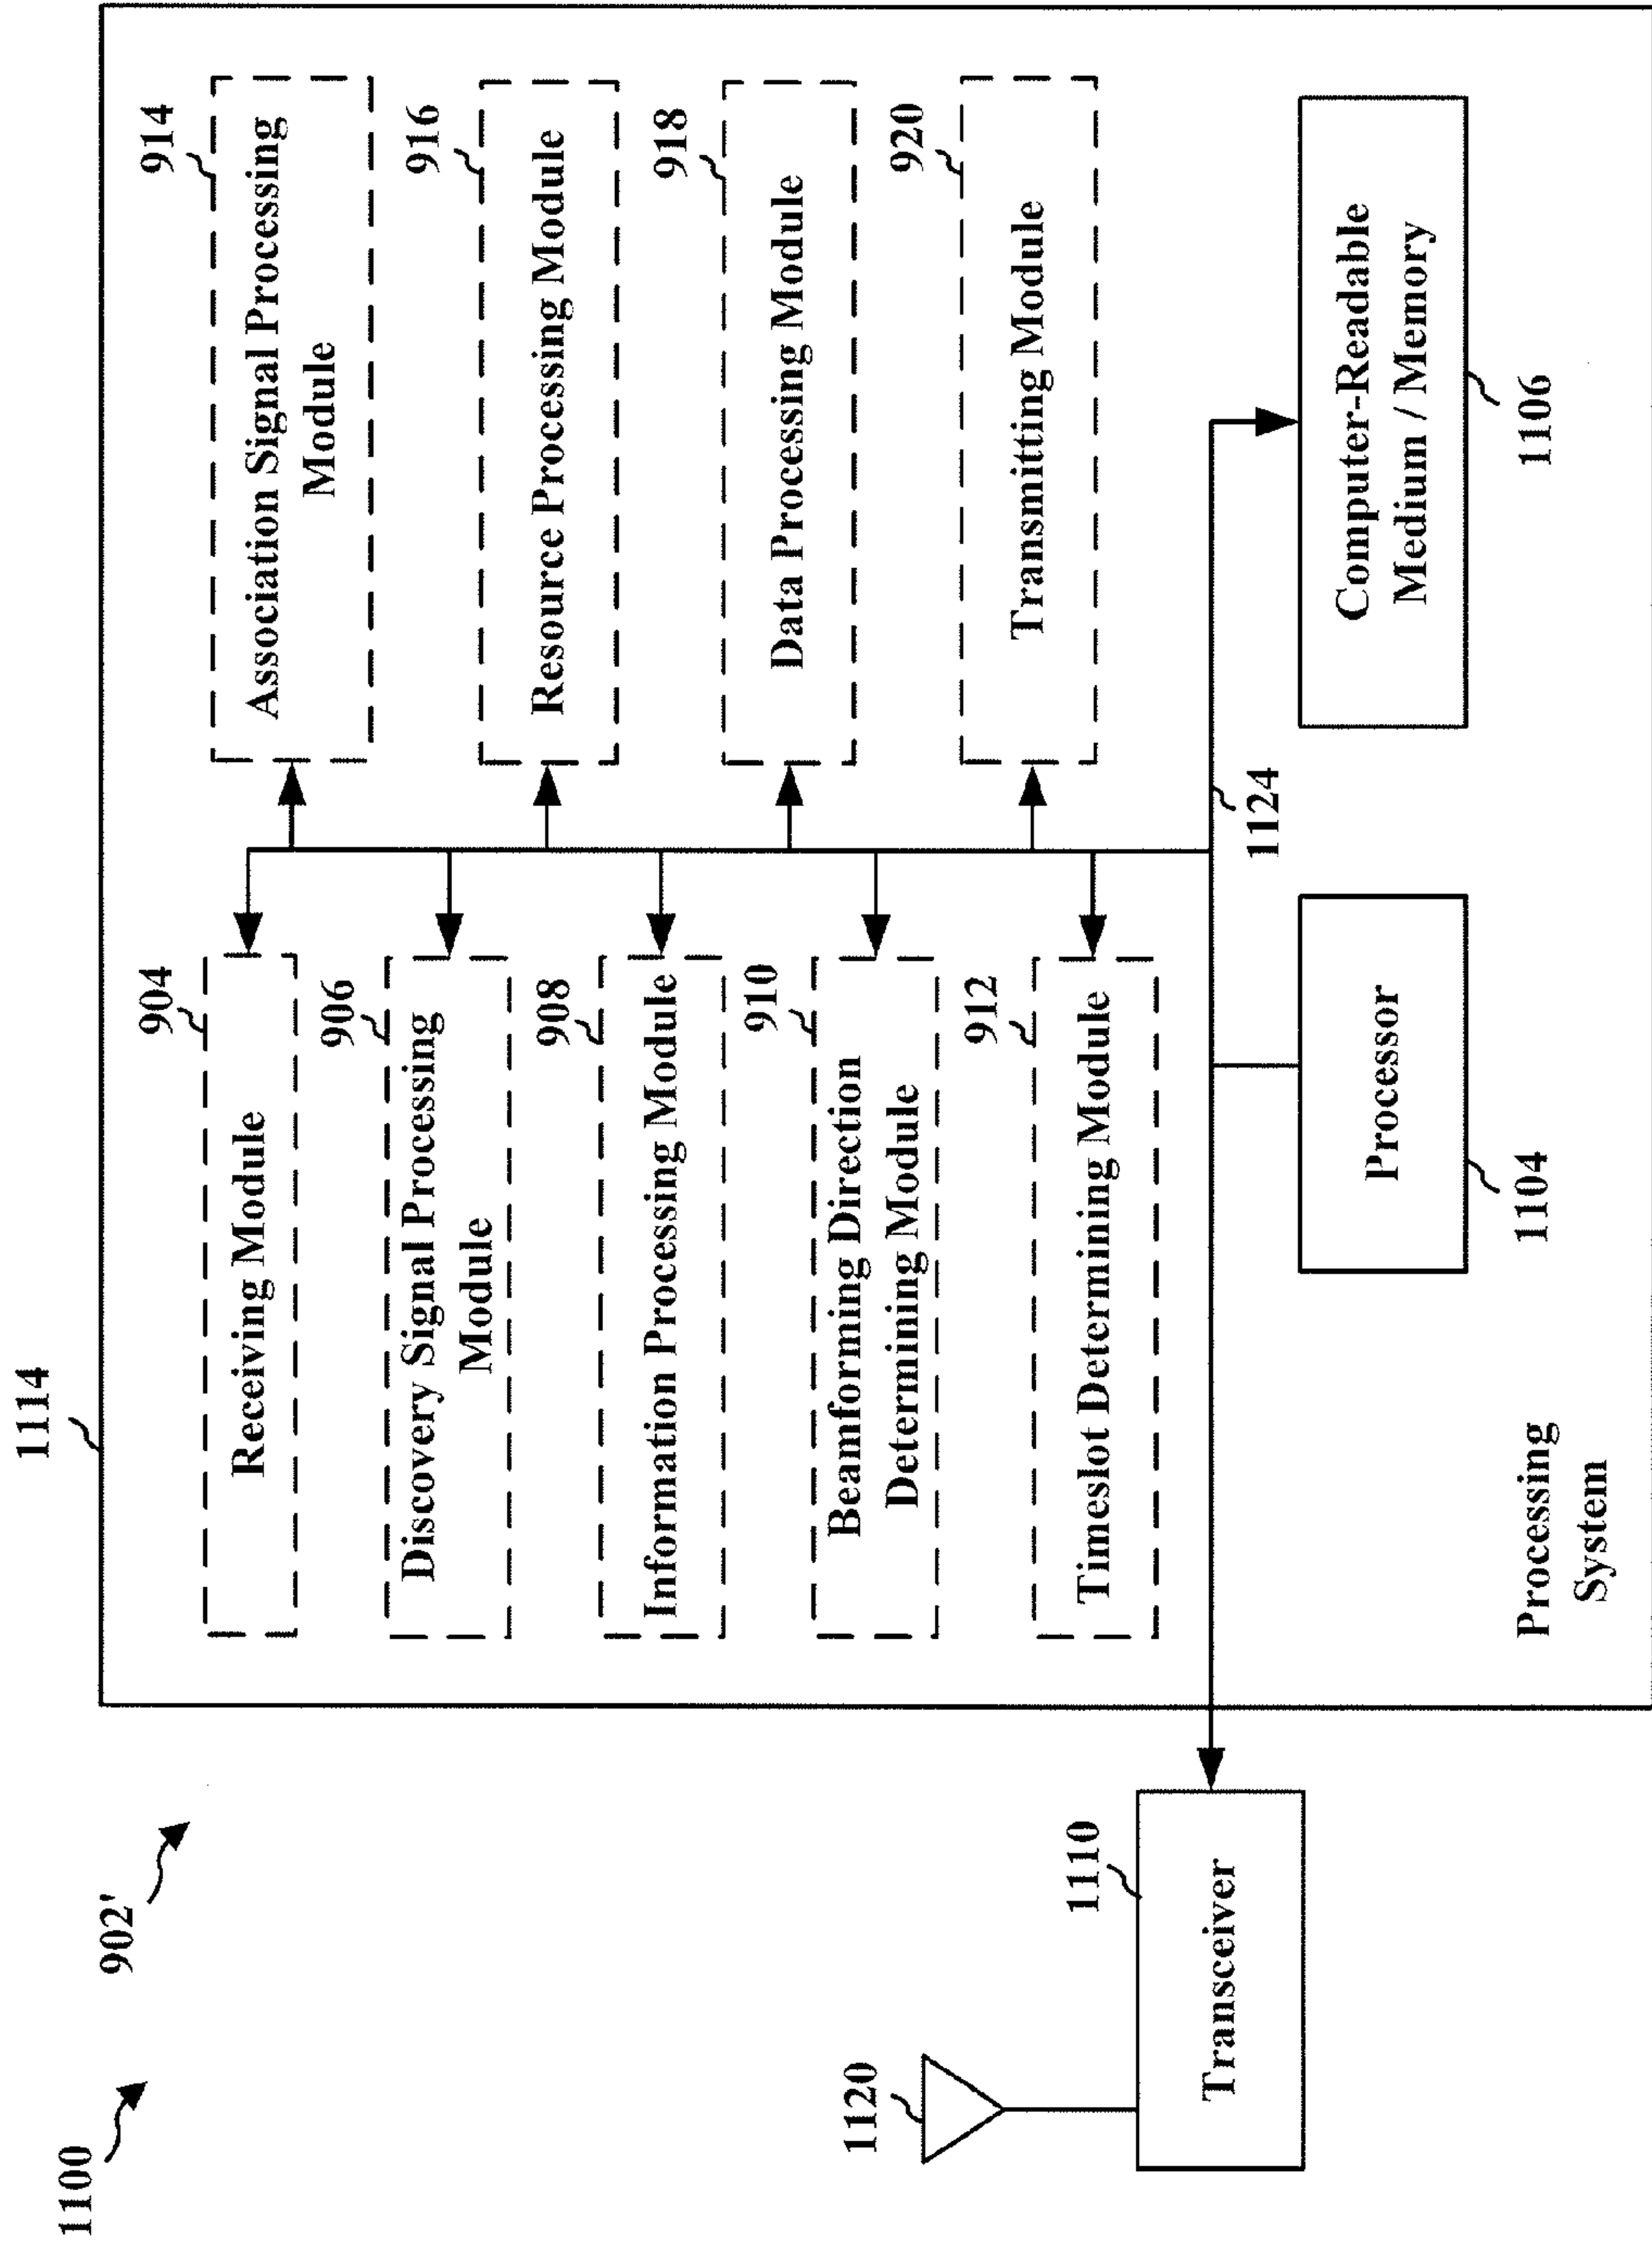 1100
902'
1114
904
Receiving Module
906
Discovery Signal Processing
Module
908
Information Processing Module
910
Beamforming Direction
Determining Module
912
Timeslot Determining Module
914
Association Signal Processing
Module
916
Resource Processing Module
918
Data Processing Module
920
Transmitting Module
1120
1110
Transceiver
1124
Processor
1104
Computer-Readable
Medium / Memory
1106
Processing
System